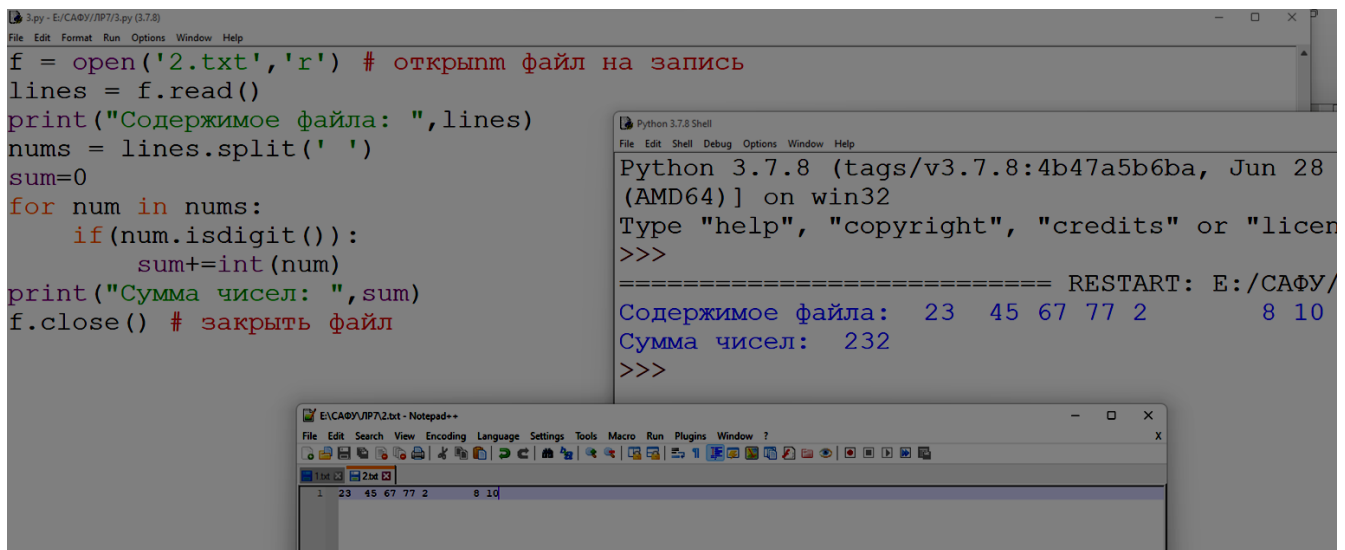 3.py - E:/САФУ//ЛР7/3.py (3.7.8)
File Edit Format Run Options Window Help
f = open('2.txt','r') # открыпт файл на запись
lines = f.read()
print("Содержимое файла: ",lines)
nums = lines.split(' ')
sum=0
for num in nums:
if(num.isdigit()):
sum+=int(num)
print("Сумма чисел: ",sum)
f.close() # закрыть файл
Python 3.7.8 Shell
File Edit Shell Debug Options Window Help
Python 3.7.8 (tags/v3.7.8:4b47a5b6ba, Jun 28
(AMD64)] on win32
Type "help", "copyright", "credits" or "licen
>>>
=========================== RESTART: E:/САФУ/
Содержимое файла:  23  45 67 77 2       8 10
Сумма чисел:  232
>>>
E:\САФУ\ЛР7\2.txt - Notepad++
File Edit Search View Encoding Language Settings Tools Macro Run Plugins Window ? X
1.txt 2.txt
1 23  45 67 77 2       8 10